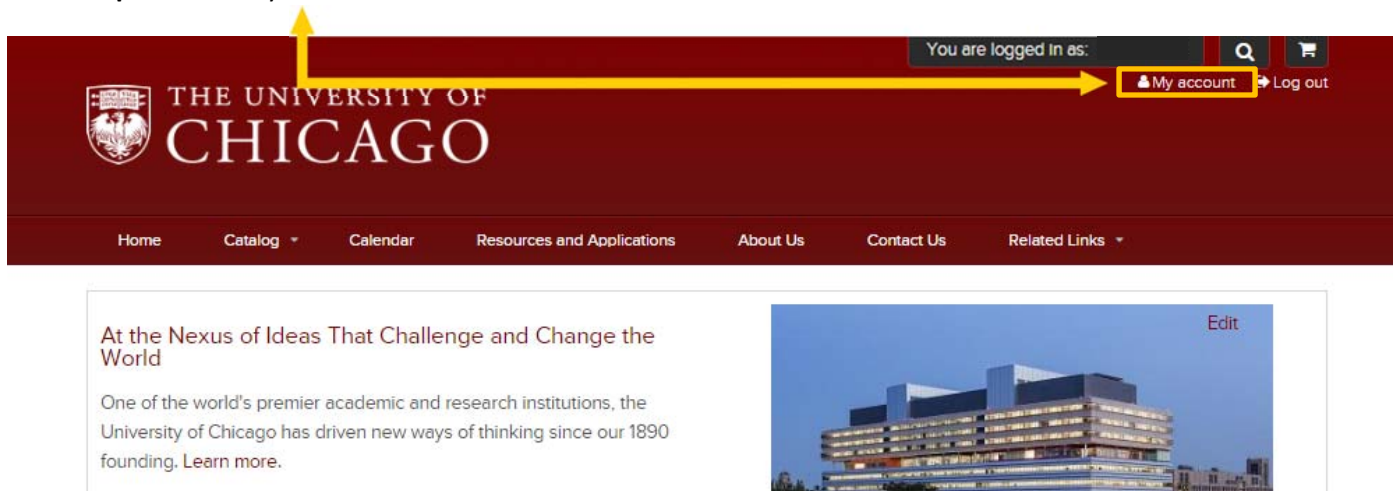 You are logged in as:
My account Log out
THE UNIVERSITY OF
CHICAGO
Home Catalog Calendar Resources and Applications About Us Contact Us Related Links
At the Nexus of Ideas That Challenge and Change the
World
Edit
One of the world's premier academic and research institutions, the
University of Chicago has driven new ways of thinking since our 1890
founding. Learn more.